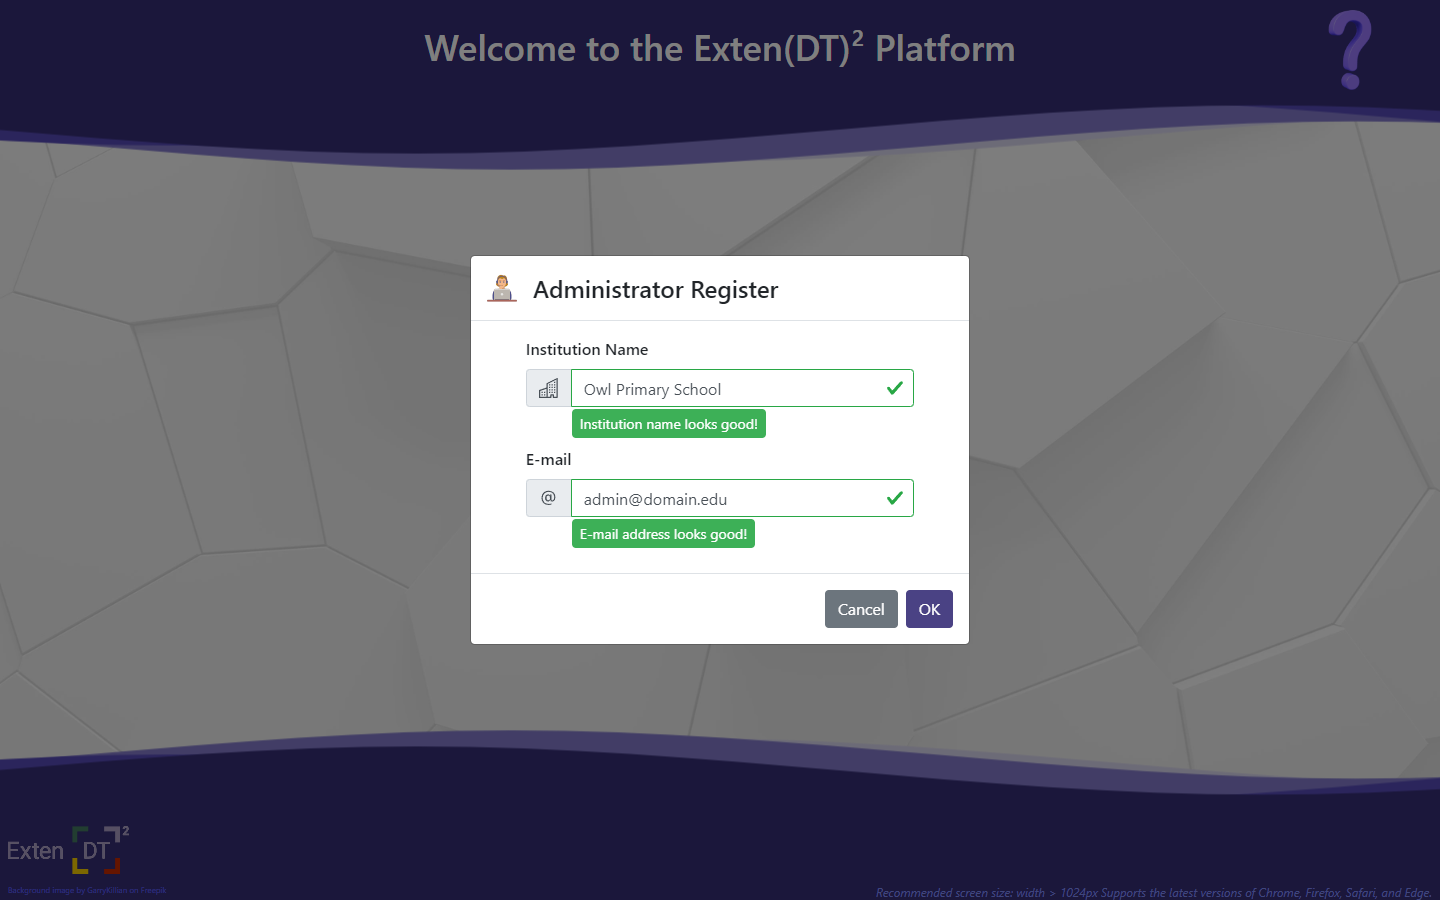 Welcome to the Exten(DT)² Platform
Administrator Register
Institution Name
Owl Primary School
Institution name looks good!
E-mail
@ admin@domain.edu
E-mail address looks good!
Cancel OK
Exten DT 2
Background image by GarryKillian on Freepik
Recommended screen size: width > 1024px Supports the latest versions of Chrome, Firefox, Safari, and Edge.